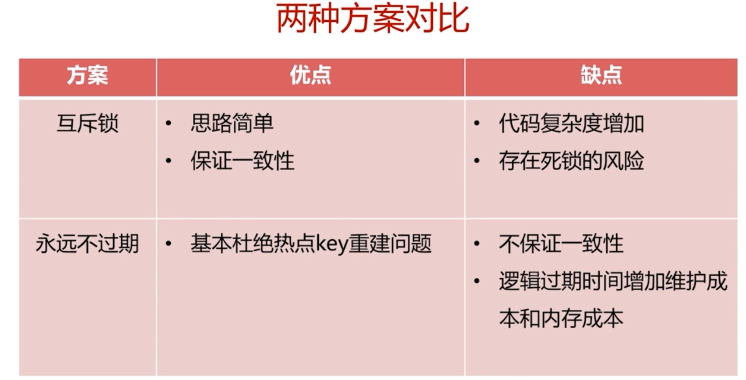 两种方案对比
方案 优点 缺点
互斥锁
• 思路简单
• 保证一致性
• 代码复杂度增加
• 存在死锁的风险
永远不过期
• 基本杜绝热点key重建问题
• 不保证一致性
• 逻辑过期时间增加维护成
本和内存成本